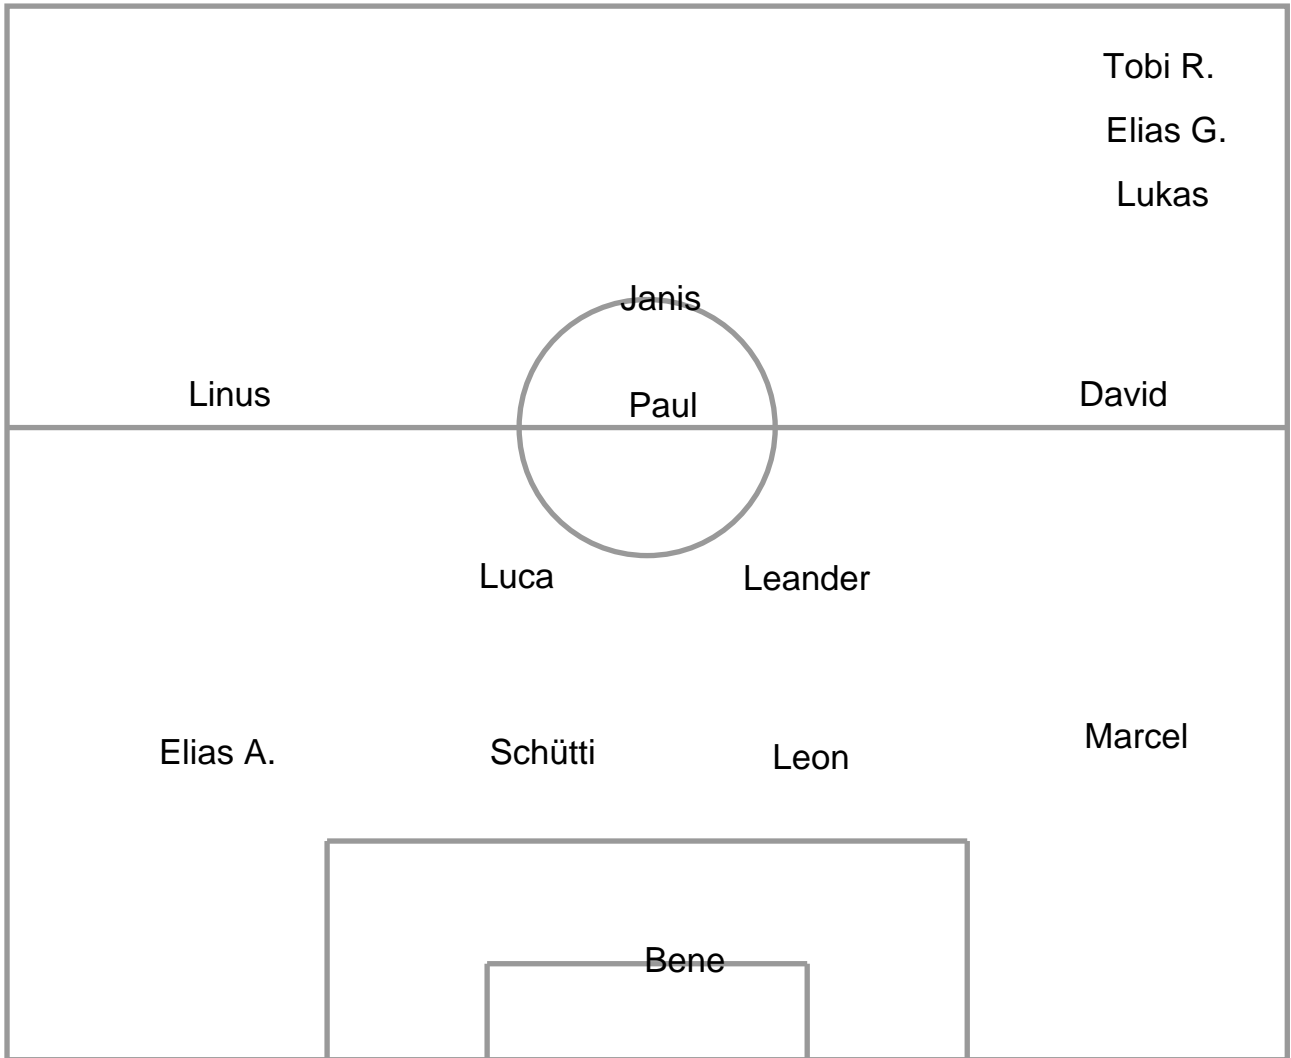 Tobi R.
Elias G.
Lukas
Janis
Linus
Paul
David
Luca
Leander
Elias A.
Schütti
Leon
Marcel
Bene